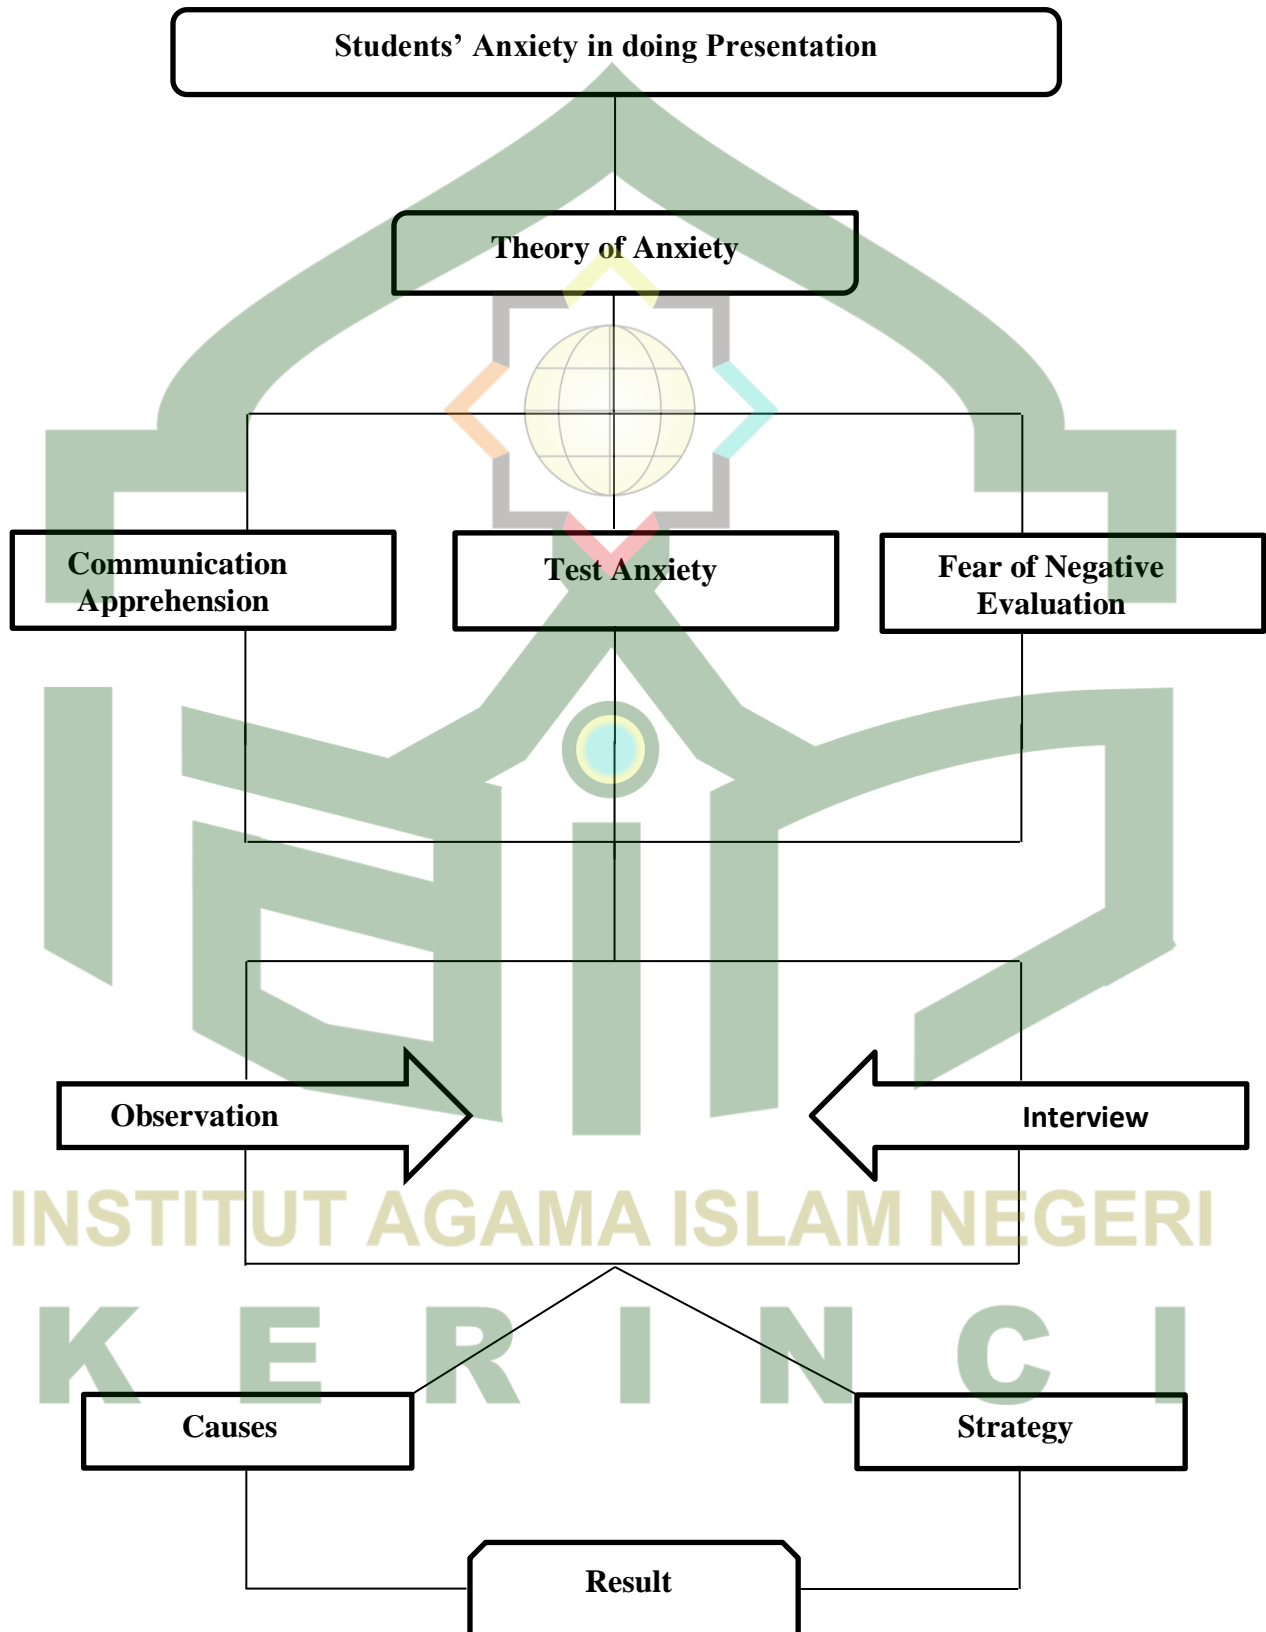 Students’ Anxiety in doing Presentation
Theory of Anxiety
Communication
Apprehension
Test Anxiety
Fear of Negative
Evaluation
Observation
Interview
INSTITUT AGAMA ISLAM NEGERI
KERINCI
Causes
Strategy
Result